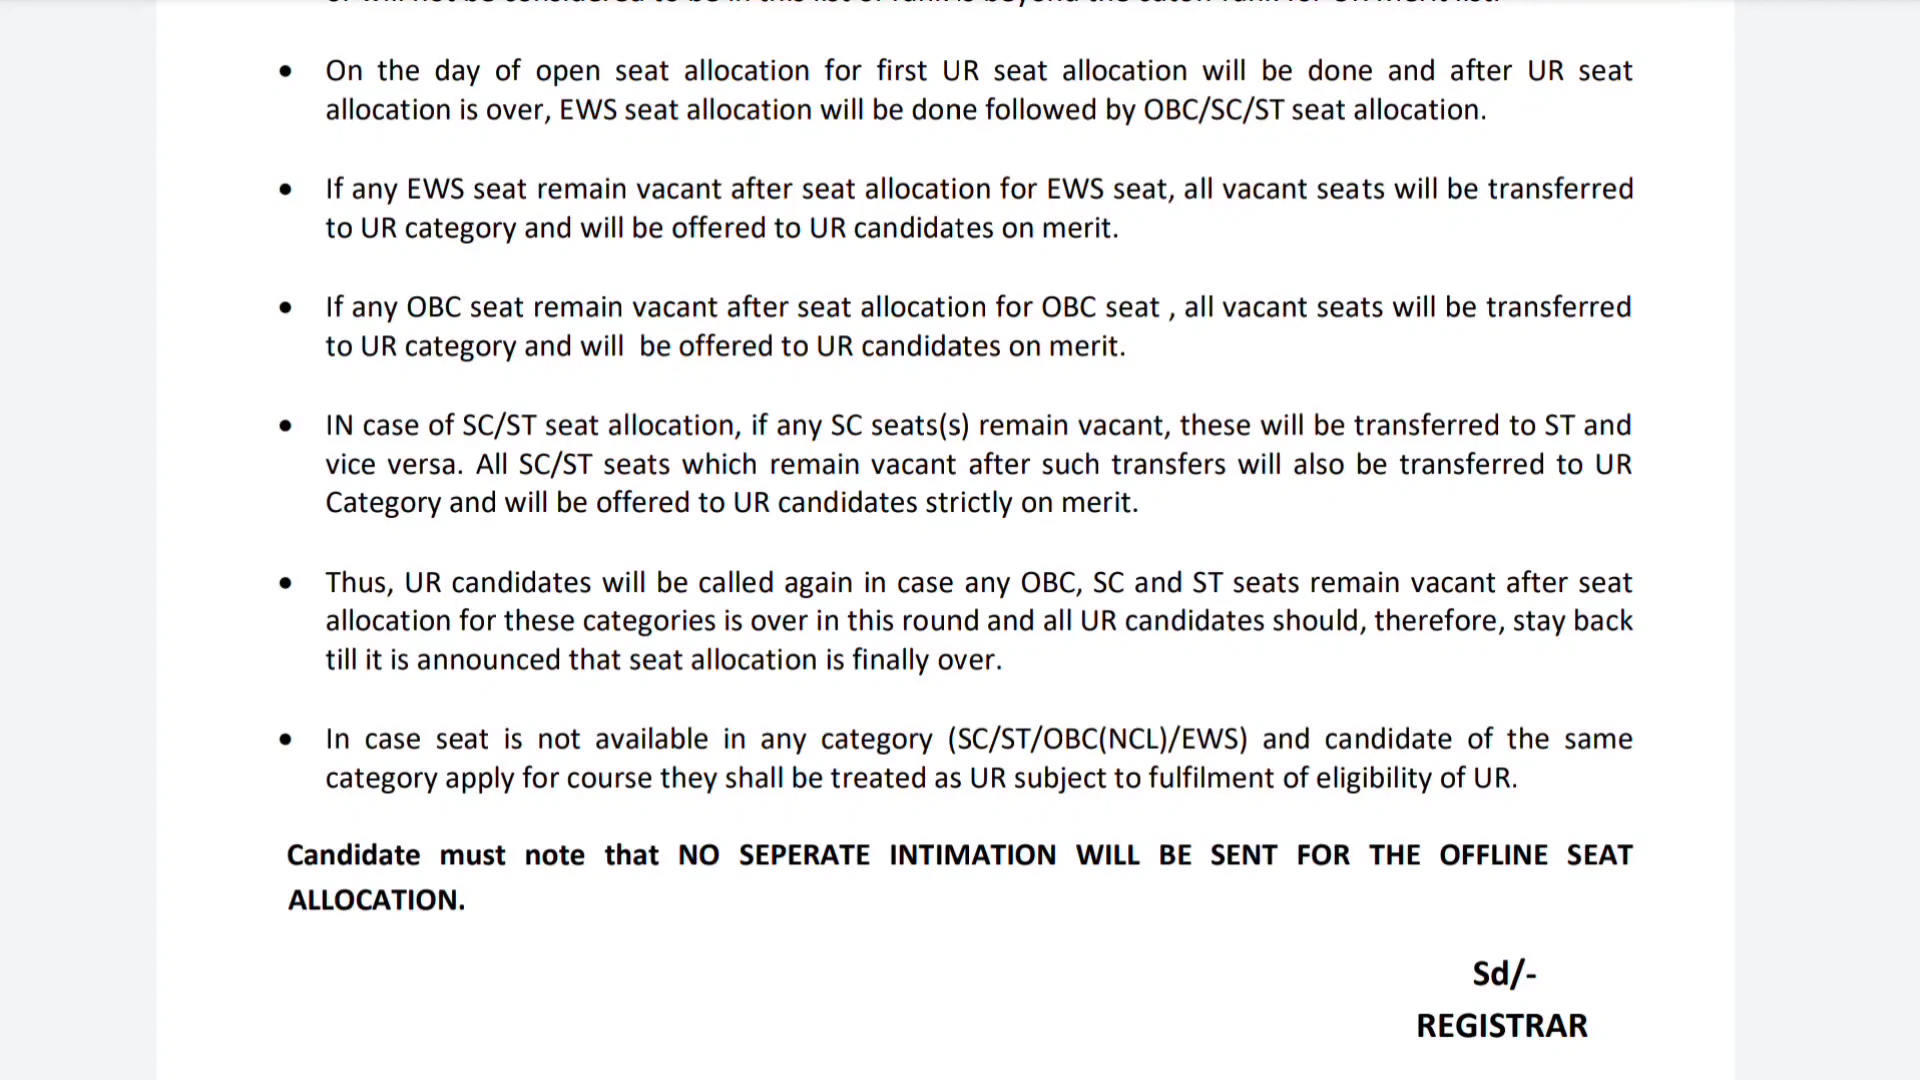 • On the day of open seat allocation for first UR seat allocation will be done and after UR seat
allocation is over, EWS seat allocation will be done followed by OBC/SC/ST seat allocation.
• If any EWS seat remain vacant after seat allocation for EWS seat, all vacant seats will be transferred
to UR category and will be offered to UR candidates on merit.
• If any OBC seat remain vacant after seat allocation for OBC seat , all vacant seats will be transferred
to UR category and will  be offered to UR candidates on merit.
• IN case of SC/ST seat allocation, if any SC seats(s) remain vacant, these will be transferred to ST and
vice versa. All SC/ST seats which remain vacant after such transfers will also be transferred to UR
Category and will be offered to UR candidates strictly on merit.
• Thus, UR candidates will be called again in case any OBC, SC and ST seats remain vacant after seat
allocation for these categories is over in this round and all UR candidates should, therefore, stay back
till it is announced that seat allocation is finally over.
• In case seat is not available in any category (SC/ST/OBC(NCL)/EWS) and candidate of the same
category apply for course they shall be treated as UR subject to fulfilment of eligibility of UR.
Candidate must note that NO SEPERATE INTIMATION WILL BE SENT FOR THE OFFLINE SEAT
ALLOCATION.
Sd/-
REGISTRAR